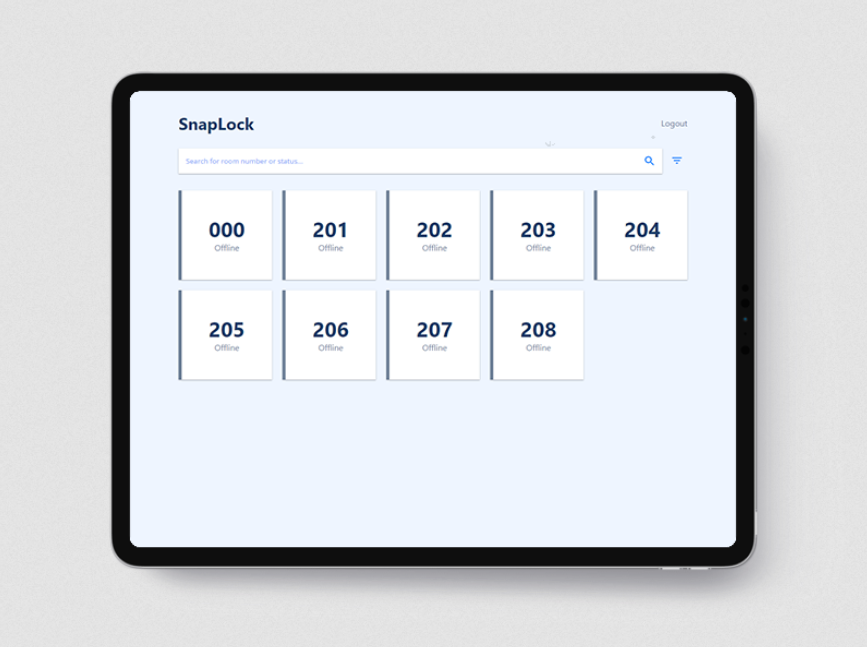 SnapLock
Logout
Search for room number or status...
000
Offline
201
Offline
202
Offline
203
Offline
204
Offline
205
Offline
206
Offline
207
Offline
208
Offline